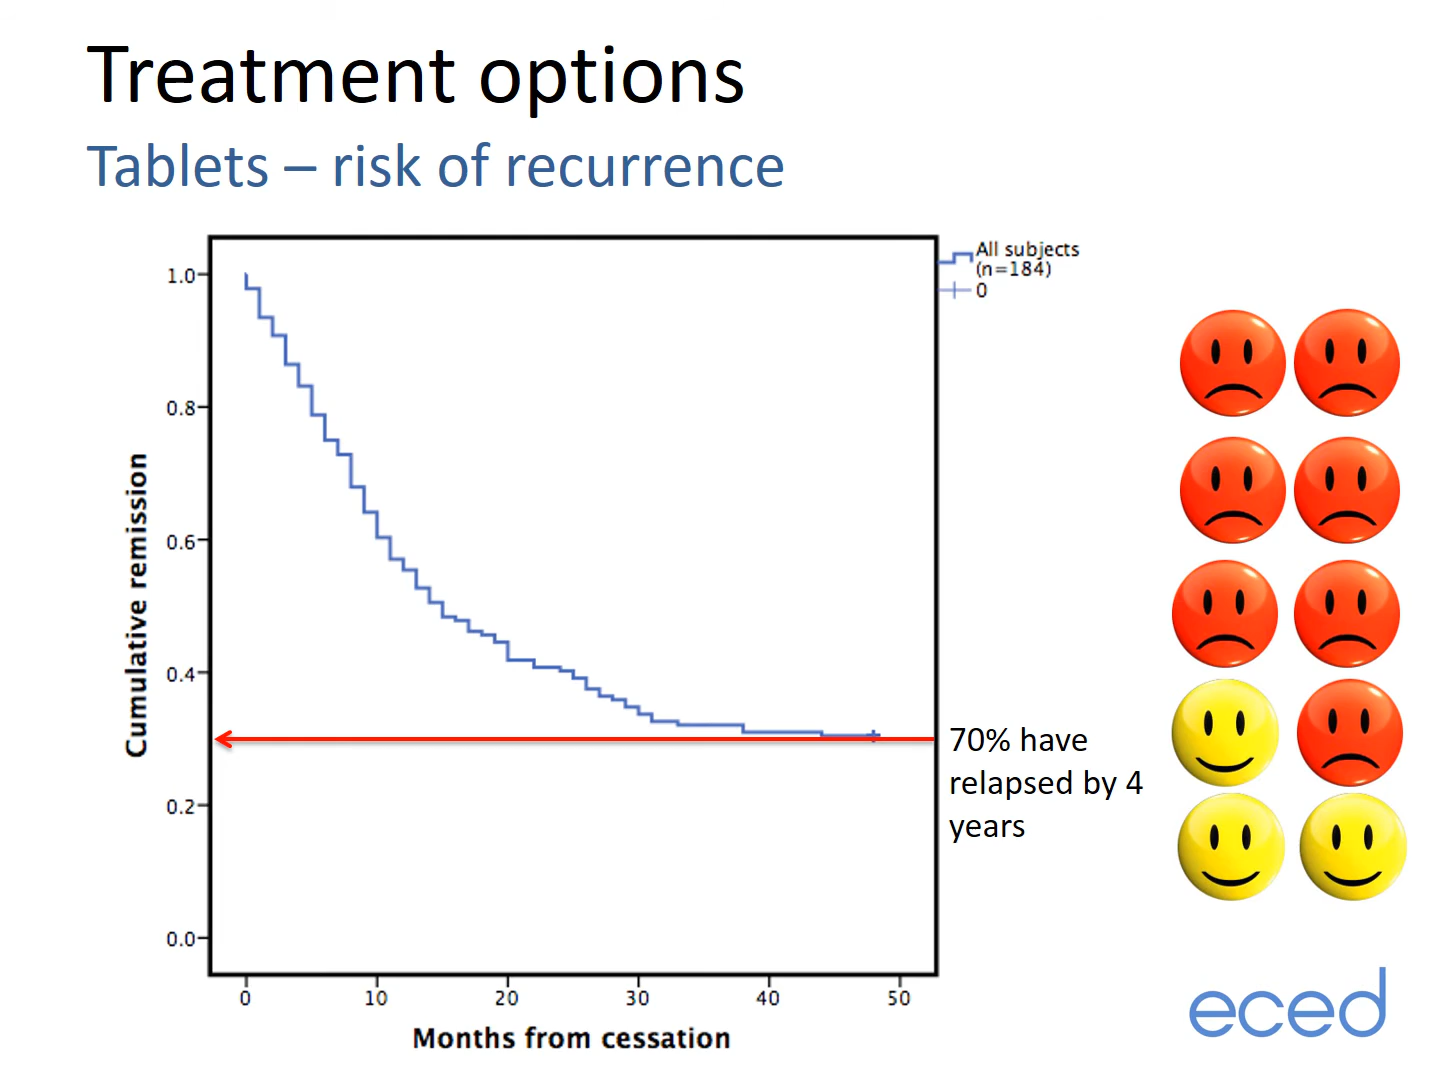 Treatment options
Tablets – risk of recurrence
All subjects
(n=184)
0
1.0
0.8
0.6
0.4
0.2
0.0
Cumulative remission
0 10 20 30 40 50
Months from cessation
70% have
relapsed by 4
years
eced